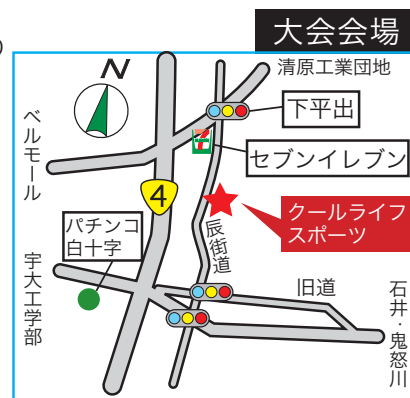 大会会場
N
清原工業団地
下平出
ベルモール
7
セブンイレブン
4
クールライフ
スポーツ
パチンコ
白十字
辰街道
宇大工学部
旧道
石井・鬼怒川